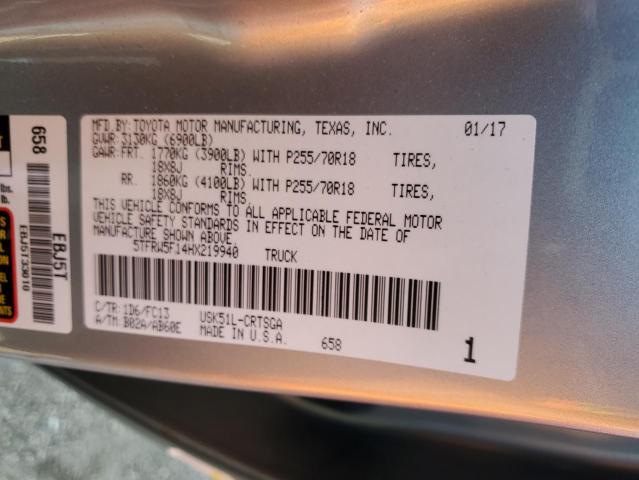 MFD.BY: TOYOTA MOTOR MANUFACTURING, TEXAS, INC. 01/17
GVWR: 3130KG (6900LB)
GAWR: FRT. 1770KG (3900LB) WITH P255/70R18 TIRES,
18X8J RIMS,
RR. 1860KG (4100LB) WITH P255/70R18 TIRES,
18X8J RIMS.
THIS VEHICLE CONFORMS TO ALL APPLICABLE FEDERAL MOTOR
VEHICLE SAFETY STANDARDS IN EFFECT ON THE DATE OF
MANUFACTURE SHOWN ABOVE.
5TFRW5F14HX219940 TRUCK
C/TR: 1D6/FC13 USK51L-CRTSGA
A/TM: B02A/AB60E MADE IN U.S.A. 658 1
658
EBJ5T
EBJ5T33010
lbs.
lb.